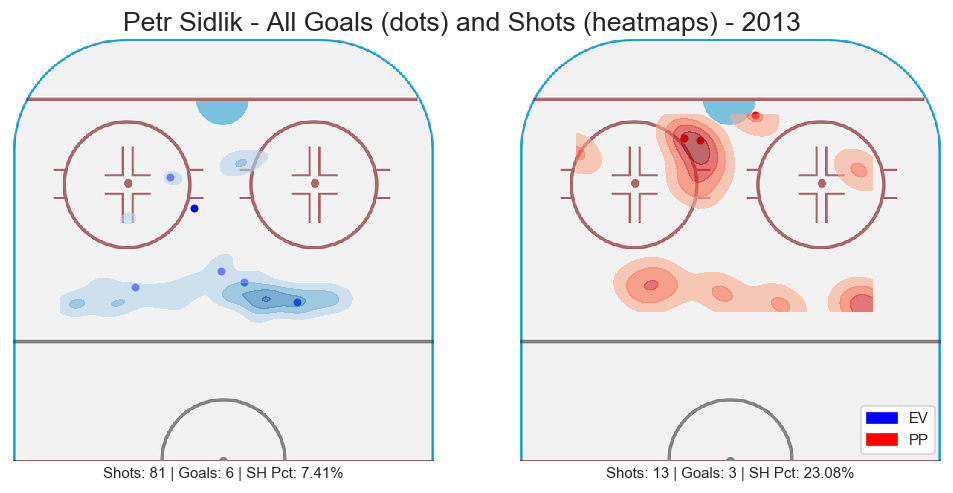 Petr Sidlik - All Goals (dots) and Shots (heatmaps) - 2013
EV
PP
Shots: 81 | Goals: 6 | SH Pct: 7.41%
Shots: 13 | Goals: 3 | SH Pct: 23.08%